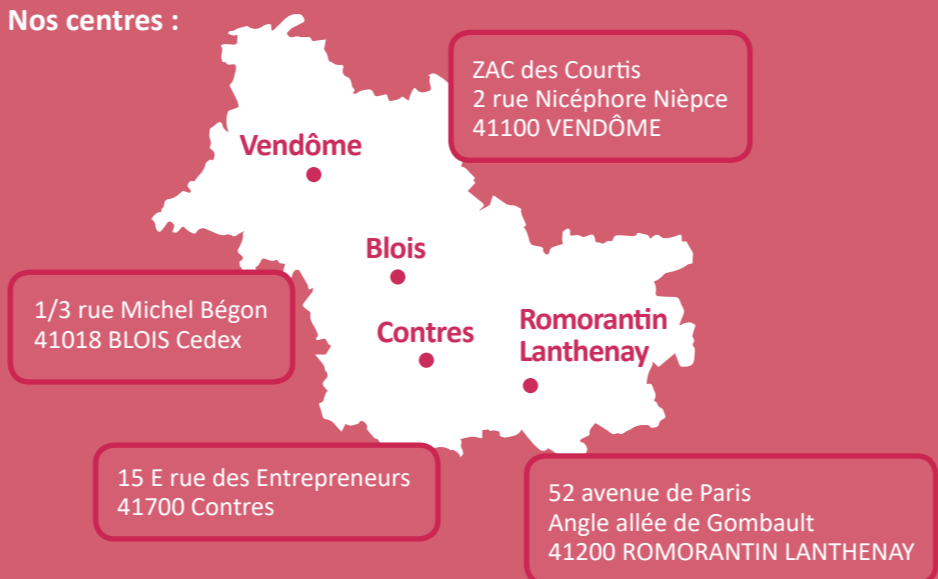 Nos centres :
ZAC des Courtis
2 rue Nicéphore Nièpce
41100 VENDÔME
Vendôme
Blois
1/3 rue Michel Bégon
41018 BLOIS Cedex
Contres
Romorantin
Lanthenay
15 E rue des Entrepreneurs
41700 Contres
52 avenue de Paris
Angle allée de Gombault
41200 ROMORANTIN LANTHENAY